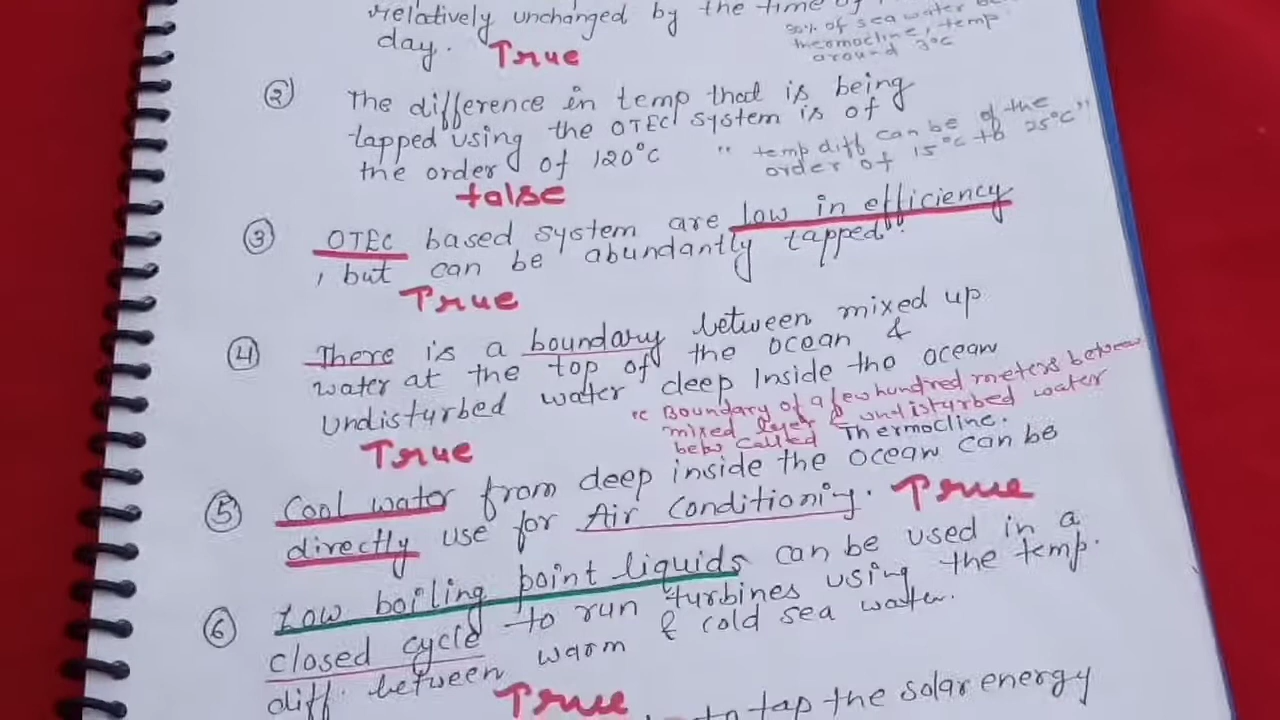 relatively unchanged by the time of
day. True
50% of sea water be
thermocline, temp
around 3°C
② The difference in temp that is being
tapped using the OTEC system is of
the order of 120°C
" temp diff can be of the
order of 15°C to 25°C"
false
③ OTEC based system are low in efficiency
, but can be abundantly tapped".
True
④ There is a boundary between mixed up
water at the top of the ocean &
undisturbed water deep Inside the ocean
"c Boundary of a few hundred meters between
mixed layer & undisturbed water
below called Thermocline.
True
⑤ Cool water from deep inside the ocean can be
directly use for Air Conditioning. True
⑥ Low boiling point liquids can be used in a
closed cycle to run turbines using the temp.
diff. between warm & cold sea water.
True
to tap the solar energy